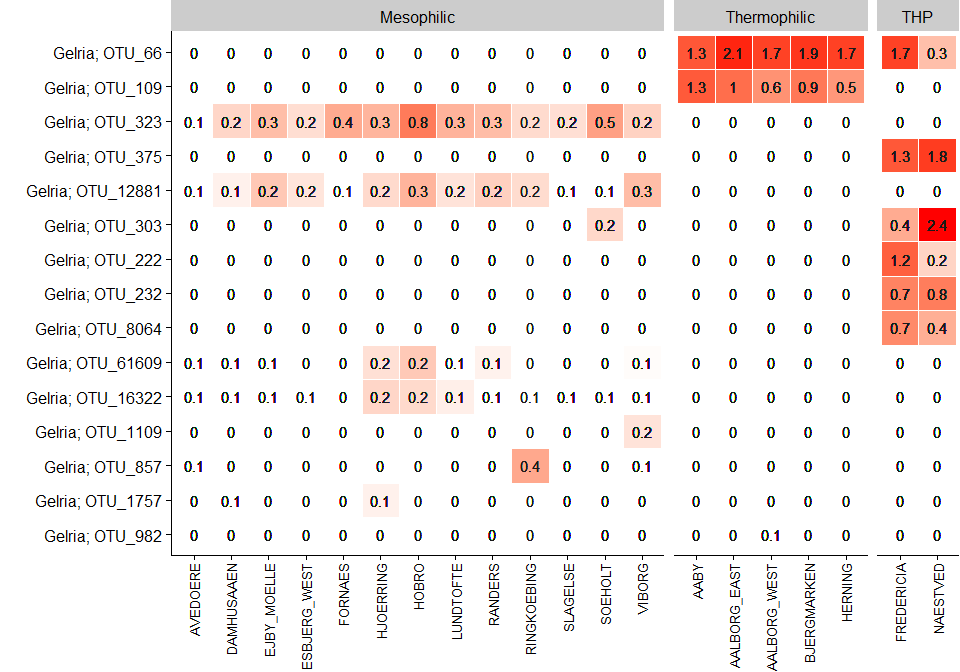 Mesophilic Thermophilic THP
Gelria; OTU_66 0 0 0 0 0 0 0 0 0 0 0 0 0 1.3 2.1 1.7 1.9 1.7 1.7 0.3
Gelria; OTU_109 0 0 0 0 0 0 0 0 0 0 0 0 0 1.3 1 0.6 0.9 0.5 0 0
Gelria; OTU_323 0.1 0.2 0.3 0.2 0.4 0.3 0.8 0.3 0.3 0.2 0.2 0.5 0.2 0 0 0 0 0 0 0
Gelria; OTU_375 0 0 0 0 0 0 0 0 0 0 0 0 0 0 0 0 0 0 1.3 1.8
Gelria; OTU_12881 0.1 0.1 0.2 0.2 0.1 0.2 0.3 0.2 0.2 0.2 0.1 0.1 0.3 0 0 0 0 0 0 0
Gelria; OTU_303 0 0 0 0 0 0 0 0 0 0 0 0.2 0 0 0 0 0 0 0.4 2.4
Gelria; OTU_222 0 0 0 0 0 0 0 0 0 0 0 0 0 0 0 0 0 0 1.2 0.2
Gelria; OTU_232 0 0 0 0 0 0 0 0 0 0 0 0 0 0 0 0 0 0 0.7 0.8
Gelria; OTU_8064 0 0 0 0 0 0 0 0 0 0 0 0 0 0 0 0 0 0 0.7 0.4
Gelria; OTU_61609 0.1 0.1 0.1 0 0 0.2 0.2 0.1 0.1 0 0 0 0.1 0 0 0 0 0 0 0
Gelria; OTU_16322 0.1 0.1 0.1 0.1 0 0.2 0.2 0.1 0.1 0.1 0.1 0.1 0.1 0 0 0 0 0 0 0
Gelria; OTU_1109 0 0 0 0 0 0 0 0 0 0 0 0 0.2 0 0 0 0 0 0 0
Gelria; OTU_857 0.1 0 0 0 0 0 0 0 0 0.4 0 0 0.1 0 0 0 0 0 0 0
Gelria; OTU_1757 0 0.1 0 0 0 0.1 0 0 0 0 0 0 0 0 0 0 0 0 0 0
Gelria; OTU_982 0 0 0 0 0 0 0 0 0 0 0 0 0 0 0 0.1 0 0 0 0
AVEDOERE
DAMHUSAAEN
EJBY_MOELLE
ESBJERG_WEST
FORNAES
HJOERRING
HOBRO
LUNDTOFTE
RANDERS
RINGKOEBING
SLAGELSE
SOEHOLT
VIBORG
AABY
AALBORG_EAST
AALBORG_WEST
BJERGMARKEN
HERNING
FREDERICIA
NAESTVED